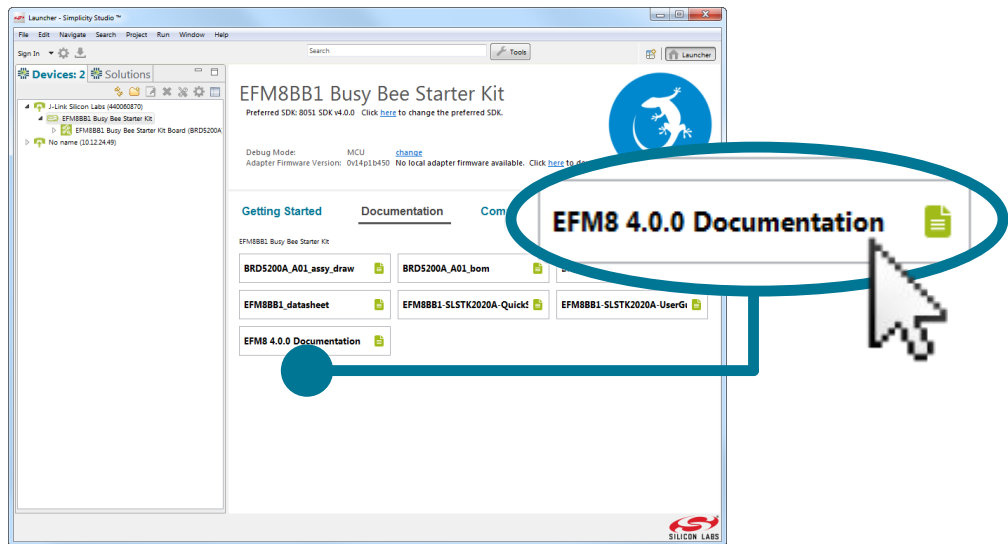 Launcher - Simplicity Studio ™
File Edit Navigate Search Project Run Window Help
Sign In Search Tools Launcher
Devices: 2 Solutions
J-Link Silicon Labs (440060870)
EFM8BB1 Busy Bee Starter Kit
EFM8BB1 Busy Bee Starter Kit Board (BRD5200A
No name (10.12.24.49)
EFM8BB1 Busy Bee Starter Kit
Preferred SDK: 8051 SDK v4.0.0 Click here to change the preferred SDK.
Debug Mode: MCU change
Adapter Firmware Version: 0v14p1b450 No local adapter firmware available. Click here to do
Getting Started Documentation Com
EFM8BB1 Busy Bee Starter Kit
BRD5200A_A01_assy_draw BRD5200A_A01_bom
EFM8BB1_datasheet EFM8BB1-SLSTK2020A-QuickS EFM8BB1-SLSTK2020A-UserGu
EFM8 4.0.0 Documentation
EFM8 4.0.0 Documentation
SILICON LABS